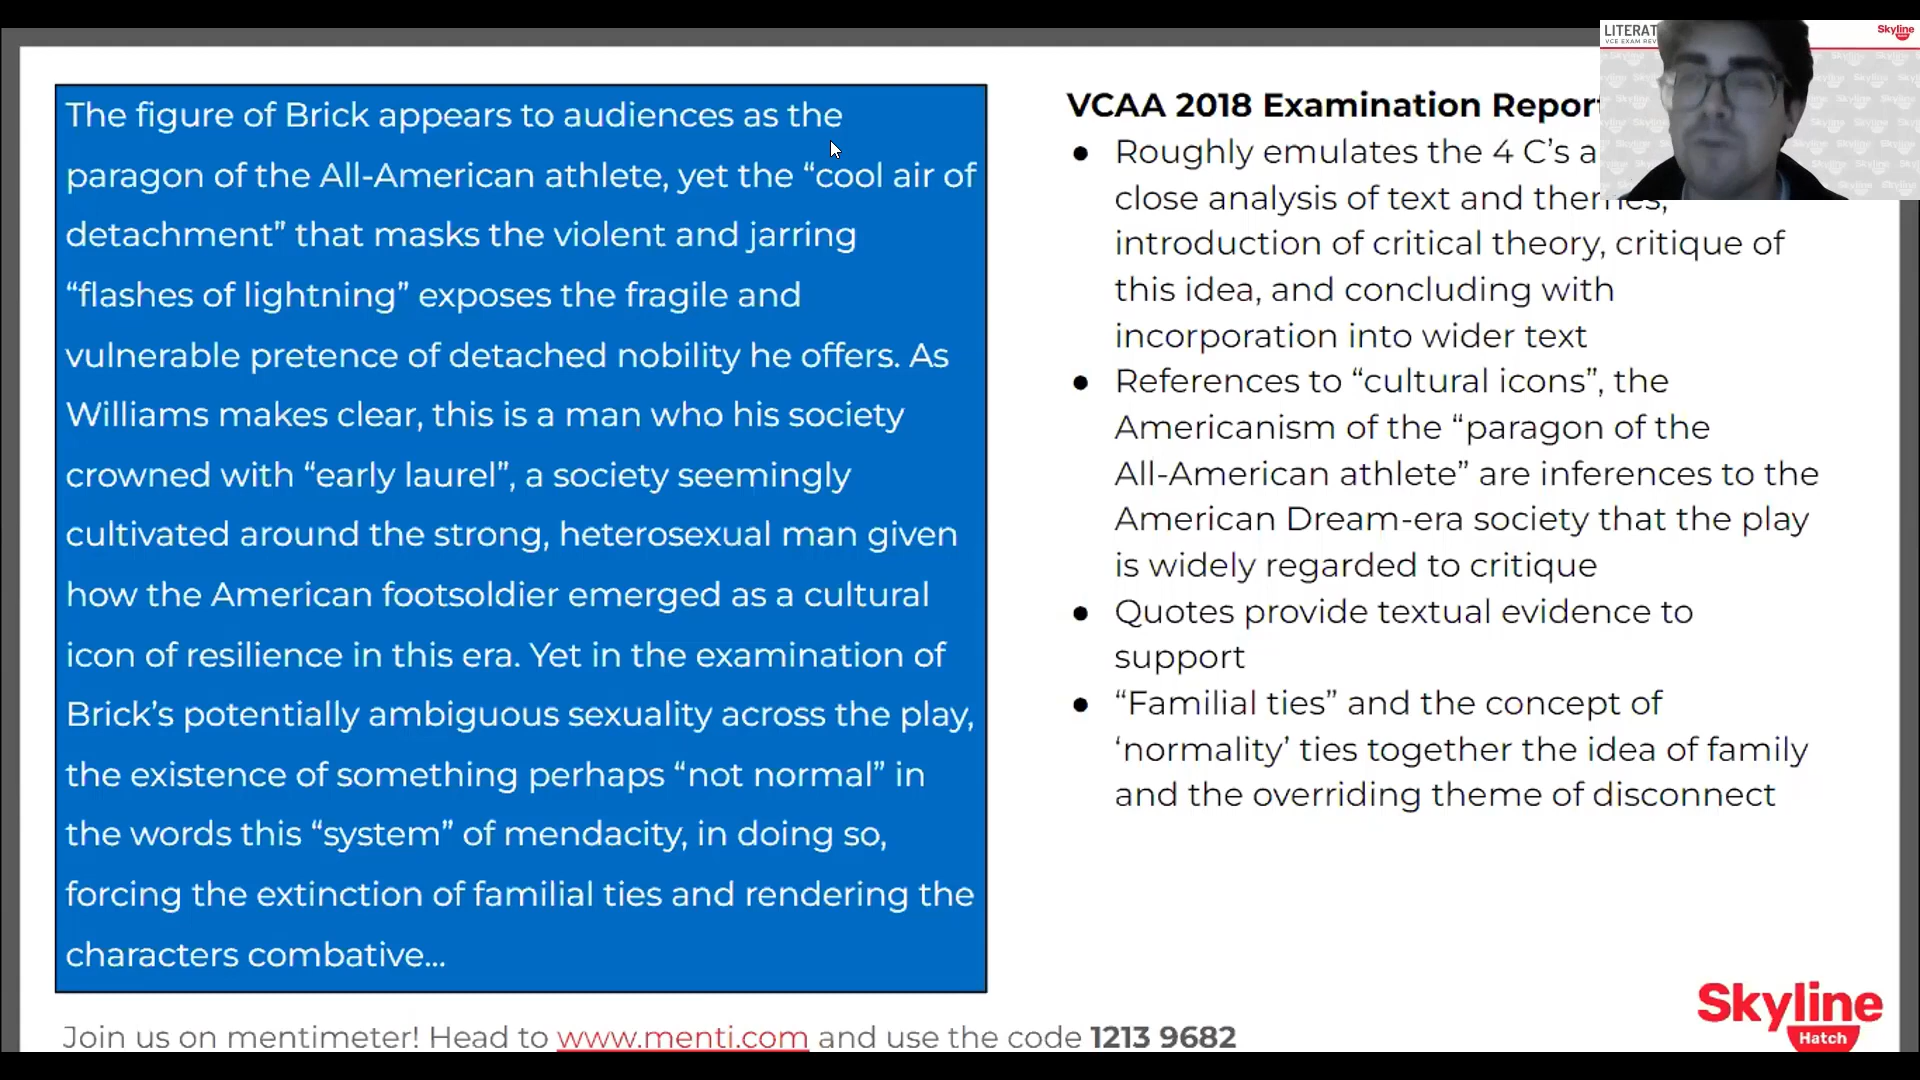 The figure of Brick appears to audiences as the
paragon of the All-American athlete, yet the “cool air of
detachment” that masks the violent and jarring
“flashes of lightning” exposes the fragile and
vulnerable pretence of detached nobility he offers. As
Williams makes clear, this is a man who his society
crowned with “early laurel”, a society seemingly
cultivated around the strong, heterosexual man given
how the American footsoldier emerged as a cultural
icon of resilience in this era. Yet in the examination of
Brick’s potentially ambiguous sexuality across the play,
the existence of something perhaps “not normal” in
the words this “system” of mendacity, in doing so,
forcing the extinction of familial ties and rendering the
characters combative...
VCAA 2018 Examination Report
● Roughly emulates the 4 C’s a
close analysis of text and themes,
introduction of critical theory, critique of
this idea, and concluding with
incorporation into wider text
● References to “cultural icons”, the
Americanism of the “paragon of the
All-American athlete” are inferences to the
American Dream-era society that the play
is widely regarded to critique
● Quotes provide textual evidence to
support
● “Familial ties” and the concept of
‘normality’ ties together the idea of family
and the overriding theme of disconnect
LITERAT
VCE EXAM REV
Skyline
Skyline
Hatch
Join us on mentimeter! Head to www.menti.com and use the code 1213 9682